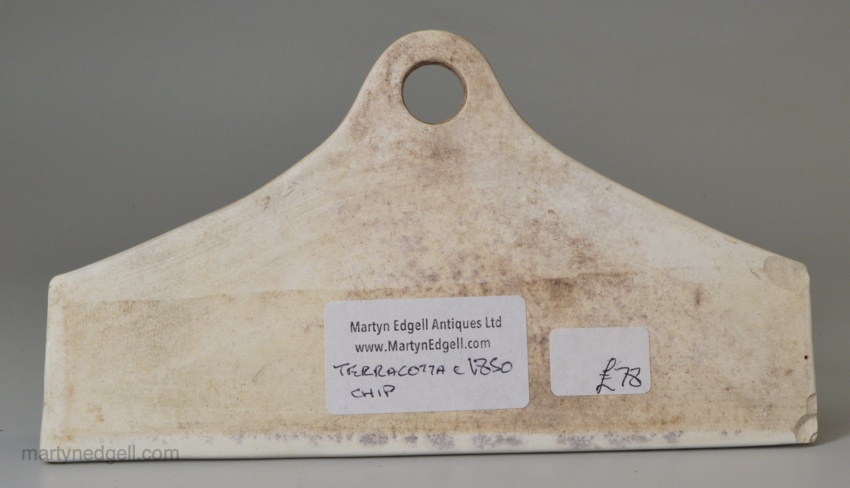 Martyn Edgell Antiques Ltd
www.MartynEdgell.com
TERRACOTTA c 1850
CHIP
£78
martynedgell.com